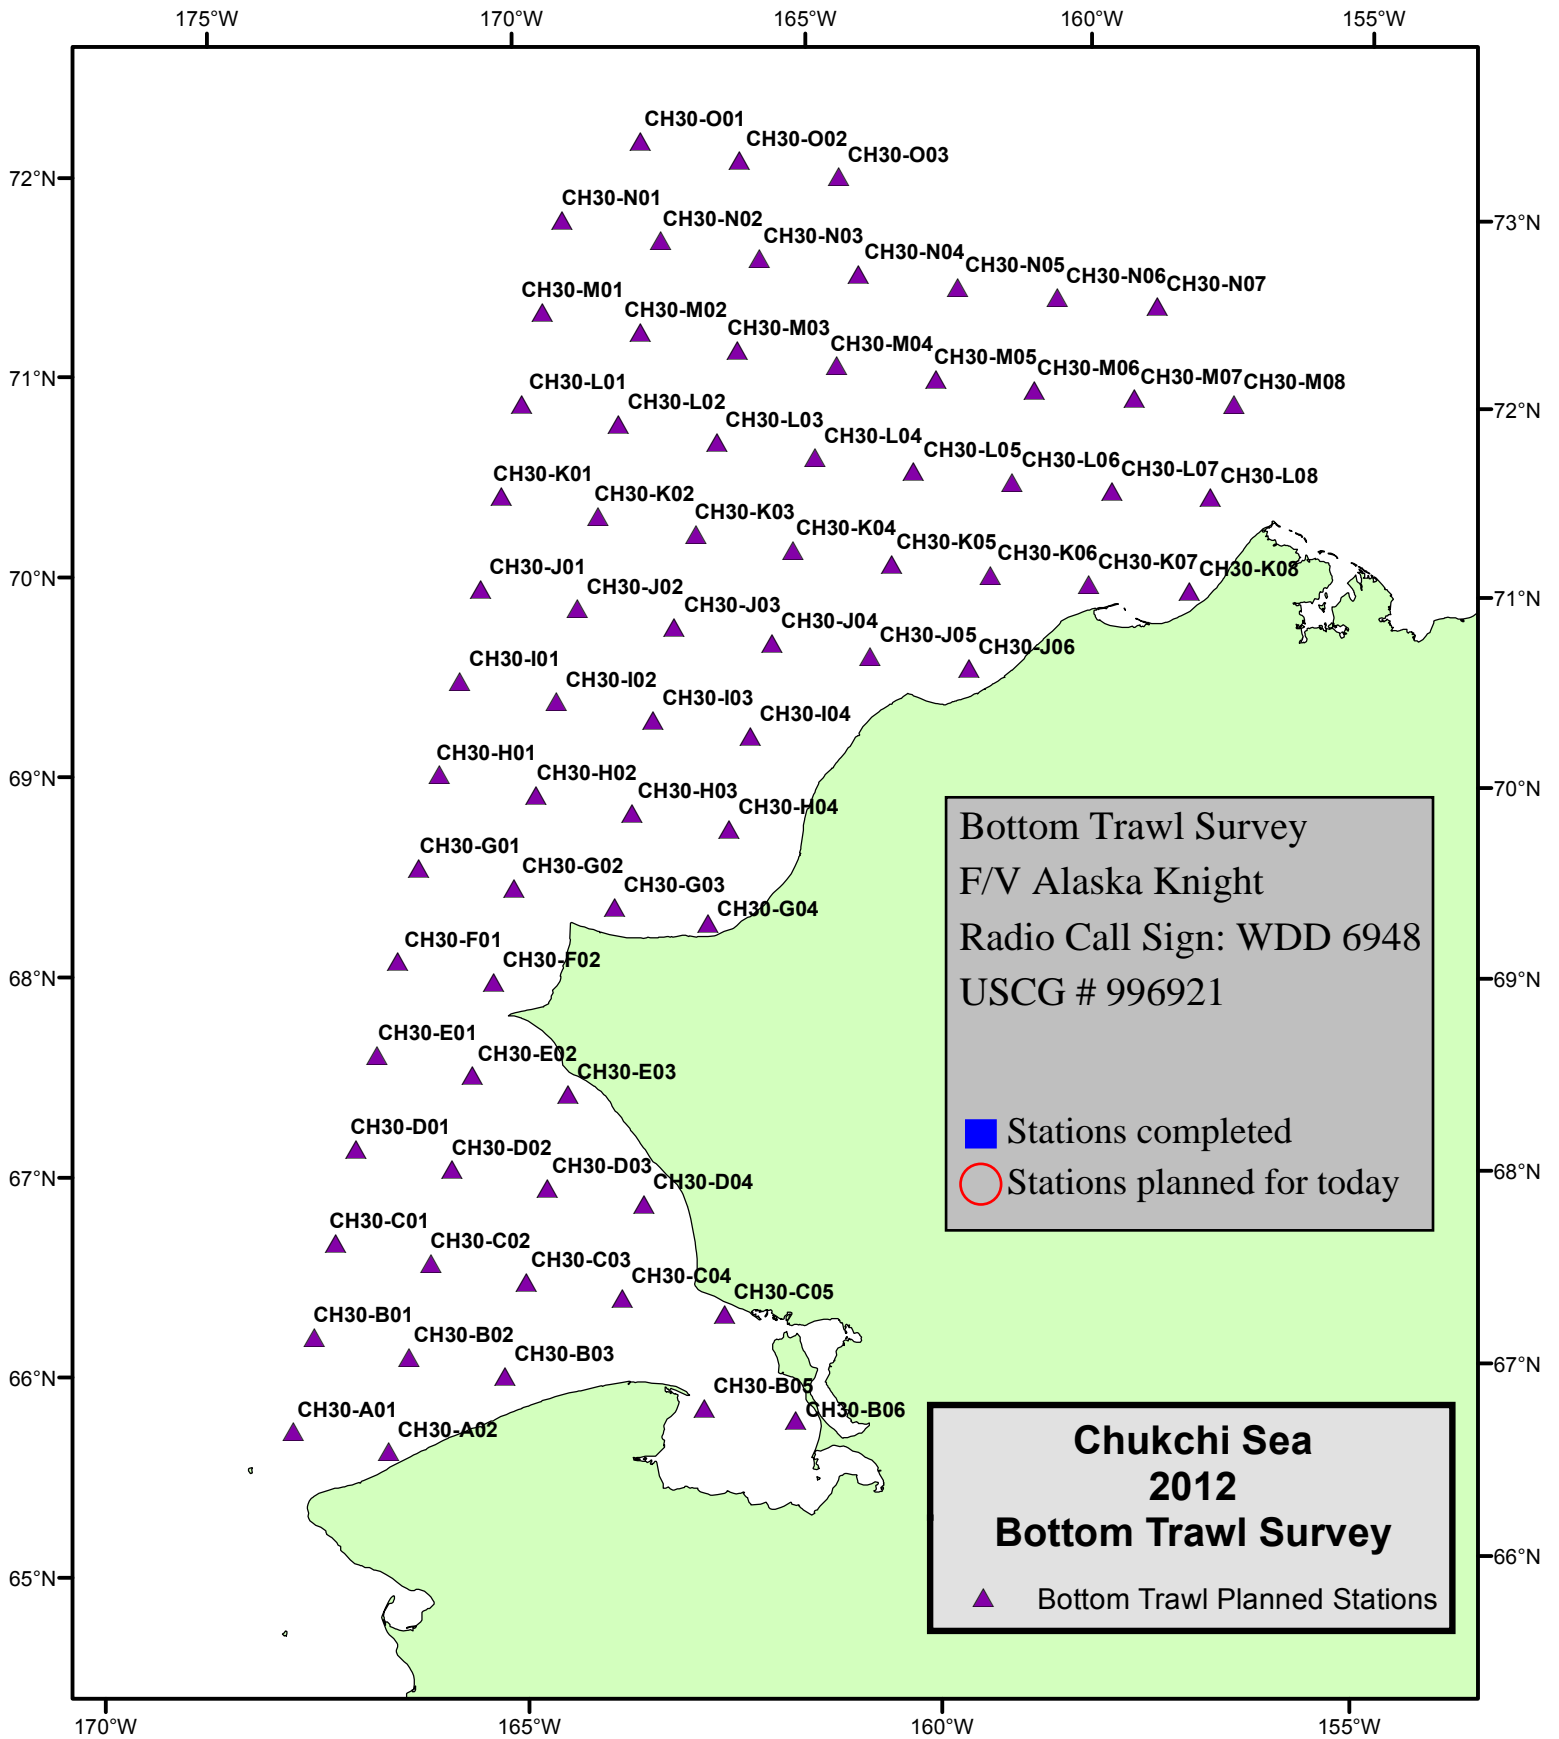 175°W 170°W 165°W 160°W 155°W
CH30-O01
CH30-O02
CH30-O03
72°N
CH30-N01
CH30-N02
CH30-N03
CH30-N04
CH30-N05
CH30-N06
CH30-N07
73°N
CH30-M01
CH30-M02
CH30-M03
CH30-M04
CH30-M05
CH30-M06
CH30-M07
CH30-M08
71°N
72°N
CH30-L01
CH30-L02
CH30-L03
CH30-L04
CH30-L05
CH30-L06
CH30-L07
CH30-L08
CH30-K01
CH30-K02
CH30-K03
CH30-K04
CH30-K05
CH30-K06
CH30-K07
CH30-K08
70°N
71°N
CH30-J01
CH30-J02
CH30-J03
CH30-J04
CH30-J05
CH30-J06
CH30-I01
CH30-I02
CH30-I03
CH30-I04
69°N
70°N
CH30-H01
CH30-H02
CH30-H03
CH30-H04
CH30-G01
CH30-G02
CH30-G03
CH30-G04
CH30-F01
CH30-F02
68°N
69°N
CH30-E01
CH30-E02
CH30-E03
CH30-D01
CH30-D02
CH30-D03
CH30-D04
67°N
68°N
CH30-C01
CH30-C02
CH30-C03
CH30-C04
CH30-C05
CH30-B01
CH30-B02
CH30-B03
CH30-B05
CH30-B06
66°N
67°N
CH30-A01
CH30-A02
65°N
66°N
Bottom Trawl Survey
F/V Alaska Knight
Radio Call Sign: WDD 6948
USCG # 996921
Stations completed
Stations planned for today
Chukchi Sea
2012
Bottom Trawl Survey
Bottom Trawl Planned Stations
170°W 165°W 160°W 155°W